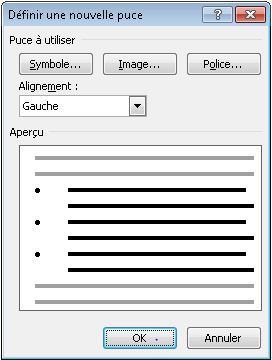 Définir une nouvelle puce
Puce à utiliser
Symbole... Image... Police...
Alignement :
Gauche
Aperçu
OK Annuler